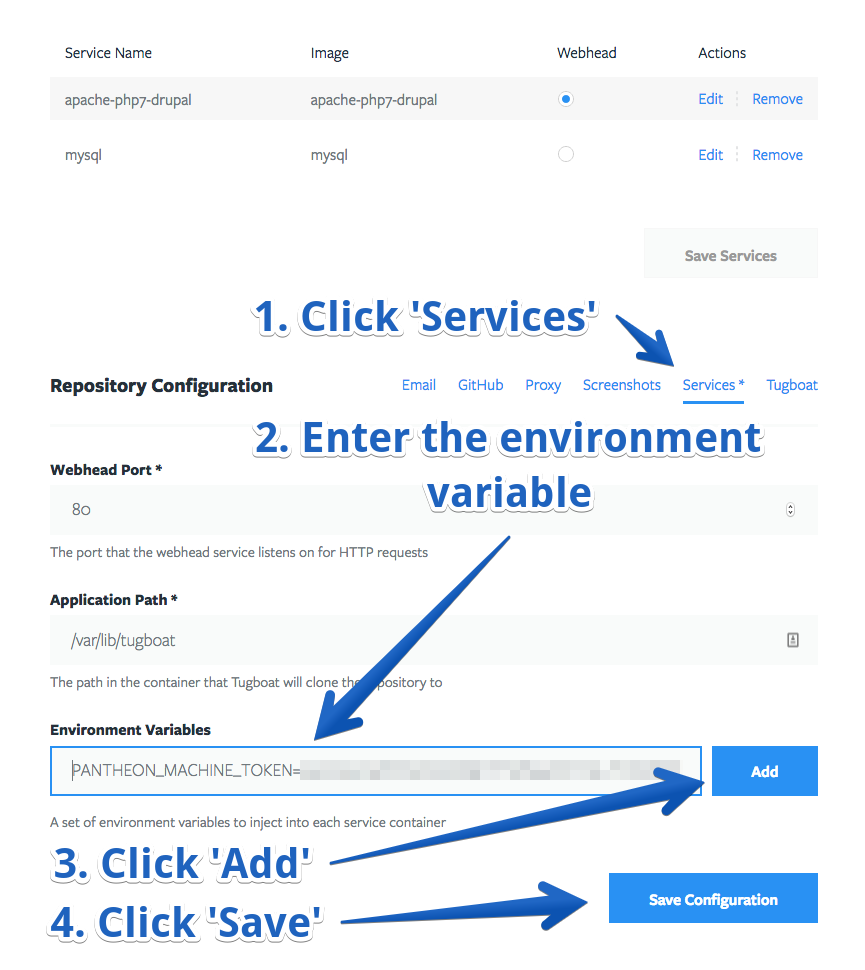 Service Name Image Webhead Actions
apache-php7-drupal apache-php7-drupal Edit Remove
mysql mysql Edit Remove
Save Services
1. Click 'Services'
Repository Configuration Email GitHub Proxy Screenshots Services * Tugboat
2. Enter the environment
variable
Webhead Port *
80
The port that the webhead service listens on for HTTP requests
Application Path *
/var/lib/tugboat
The path in the container that Tugboat will clone the repository to
Environment Variables
PANTHEON_MACHINE_TOKEN= Add
A set of environment variables to inject into each service container
3. Click 'Add'
4. Click 'Save' Save Configuration